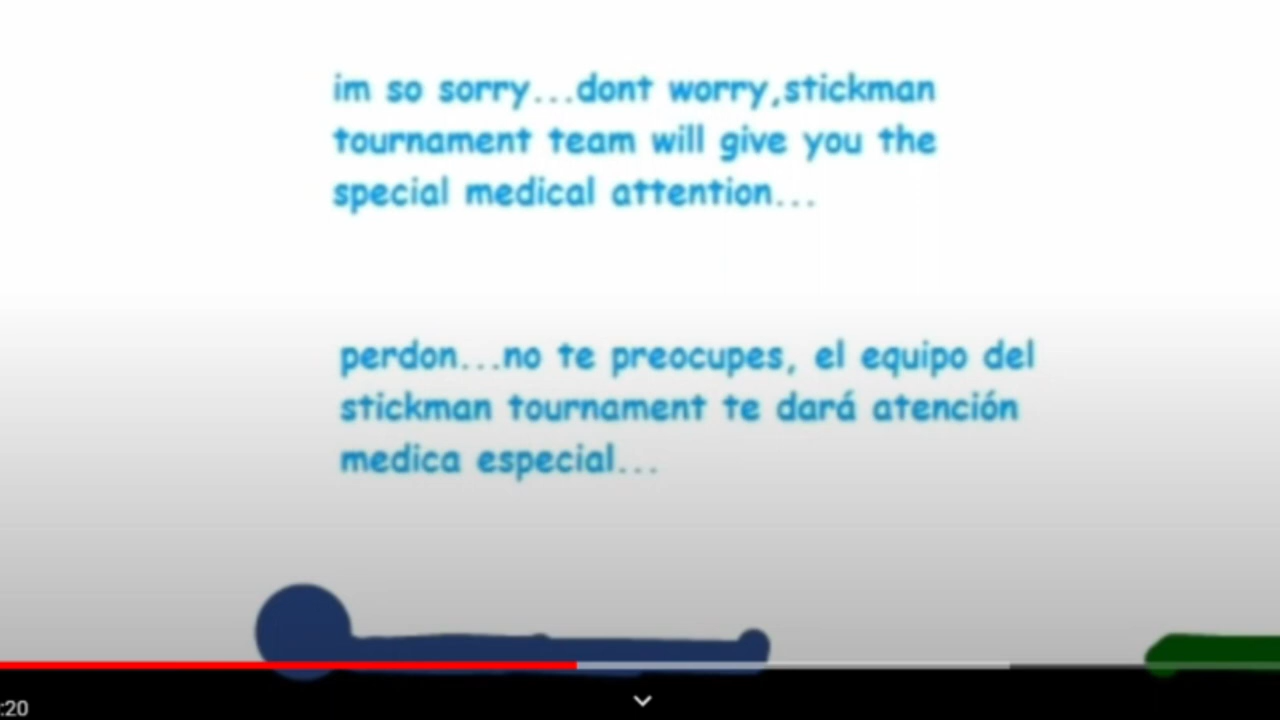 im so sorry...dont worry,stickman
tournament team will give you the
special medical attention...
perdon...no te preocupes, el equipo del
stickman tournament te dará atención
medica especial...
:20